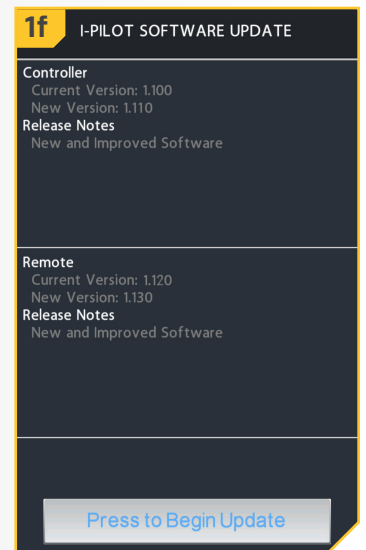 1f
I-PILOT SOFTWARE UPDATE
Controller
Current Version: 1.100
New Version: 1.110
Release Notes
New and Improved Software
Remote
Current Version: 1.120
New Version: 1.130
Release Notes
New and Improved Software
Press to Begin Update